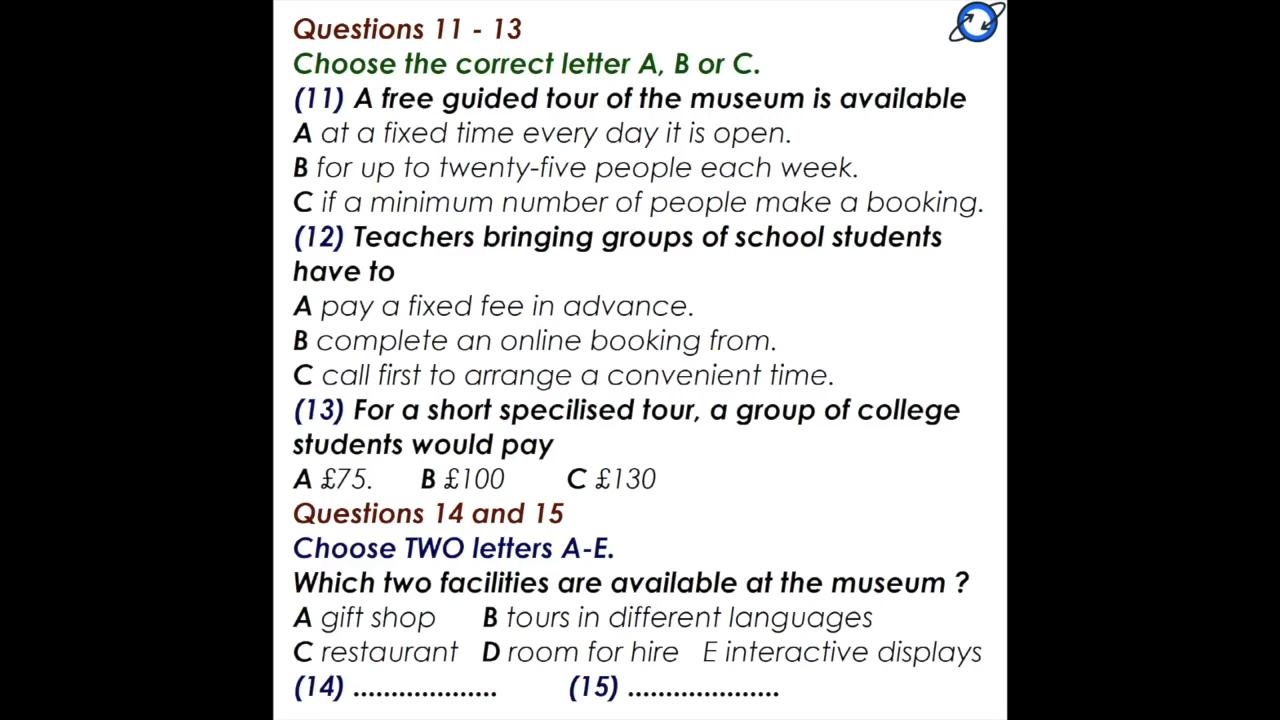 Questions 11 - 13
Choose the correct letter A, B or C.
(11) A free guided tour of the museum is available
A at a fixed time every day it is open.
B for up to twenty-five people each week.
C if a minimum number of people make a booking.
(12) Teachers bringing groups of school students
have to
A pay a fixed fee in advance.
B complete an online booking from.
C call first to arrange a convenient time.
(13) For a short specilised tour, a group of college
students would pay
A £75. B £100 C £130
Questions 14 and 15
Choose TWO letters A-E.
Which two facilities are available at the museum ?
A gift shop B tours in different languages
C restaurant D room for hire E interactive displays
(14) ................... (15) ....................